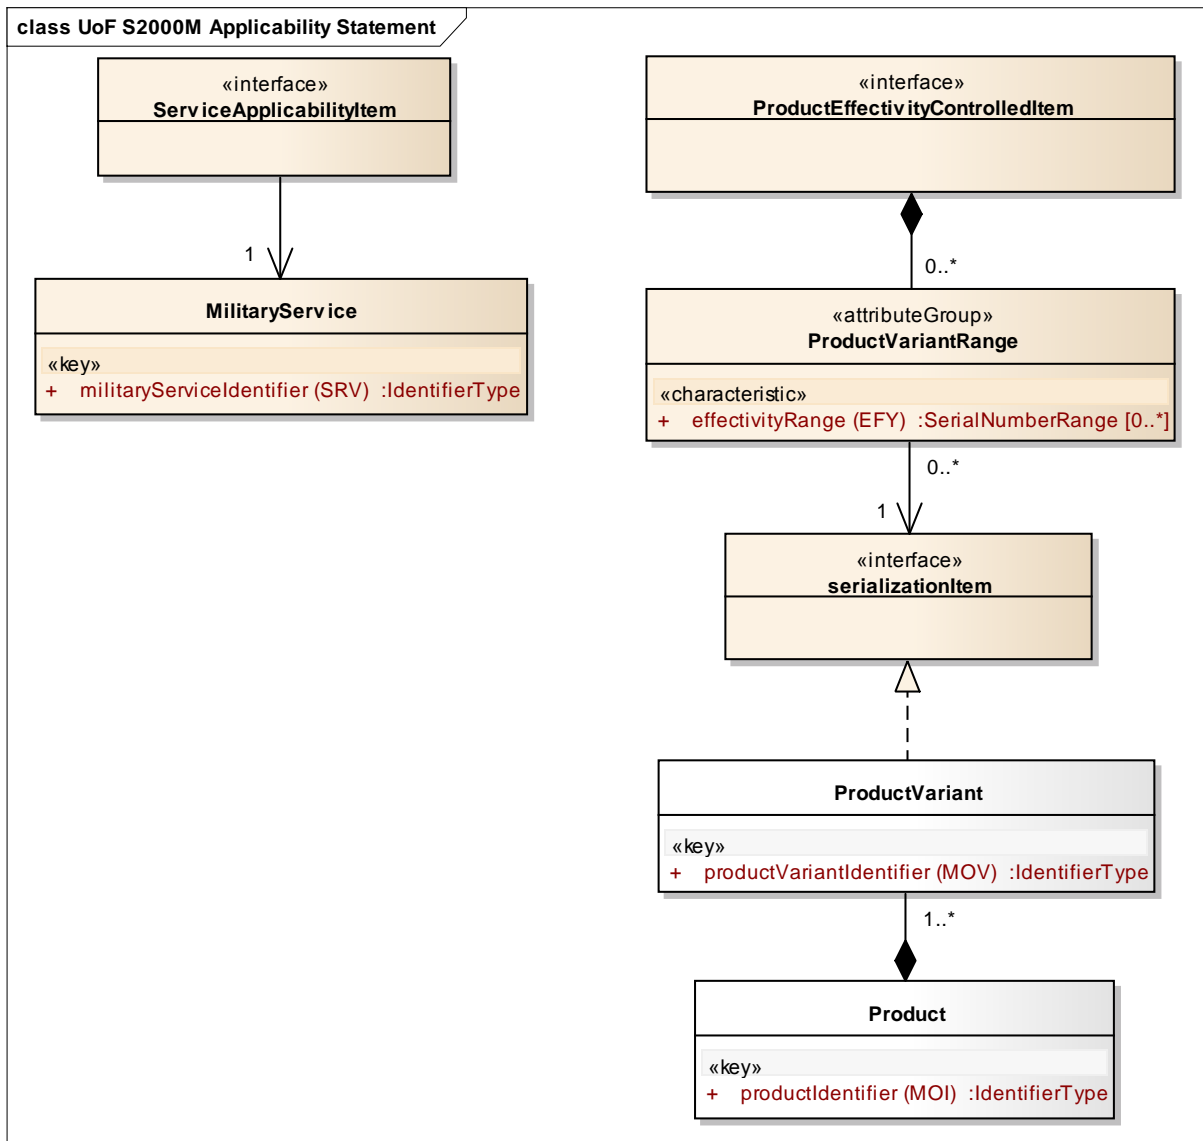 class UoF S2000M Applicability Statement
«interface»
ServiceApplicabilityItem
1
MilitaryService
«key»
+ militaryServiceIdentifier (SRV) :IdentifierType
«interface»
ProductEffectivityControlledItem
0..*
«attributeGroup»
ProductVariantRange
«characteristic»
+ effectivityRange (EFY) :SerialNumberRange [0..*]
0..*
1
«interface»
serializationItem
ProductVariant
«key»
+ productVariantIdentifier (MOV) :IdentifierType
1..*
Product
«key»
+ productIdentifier (MOI) :IdentifierType